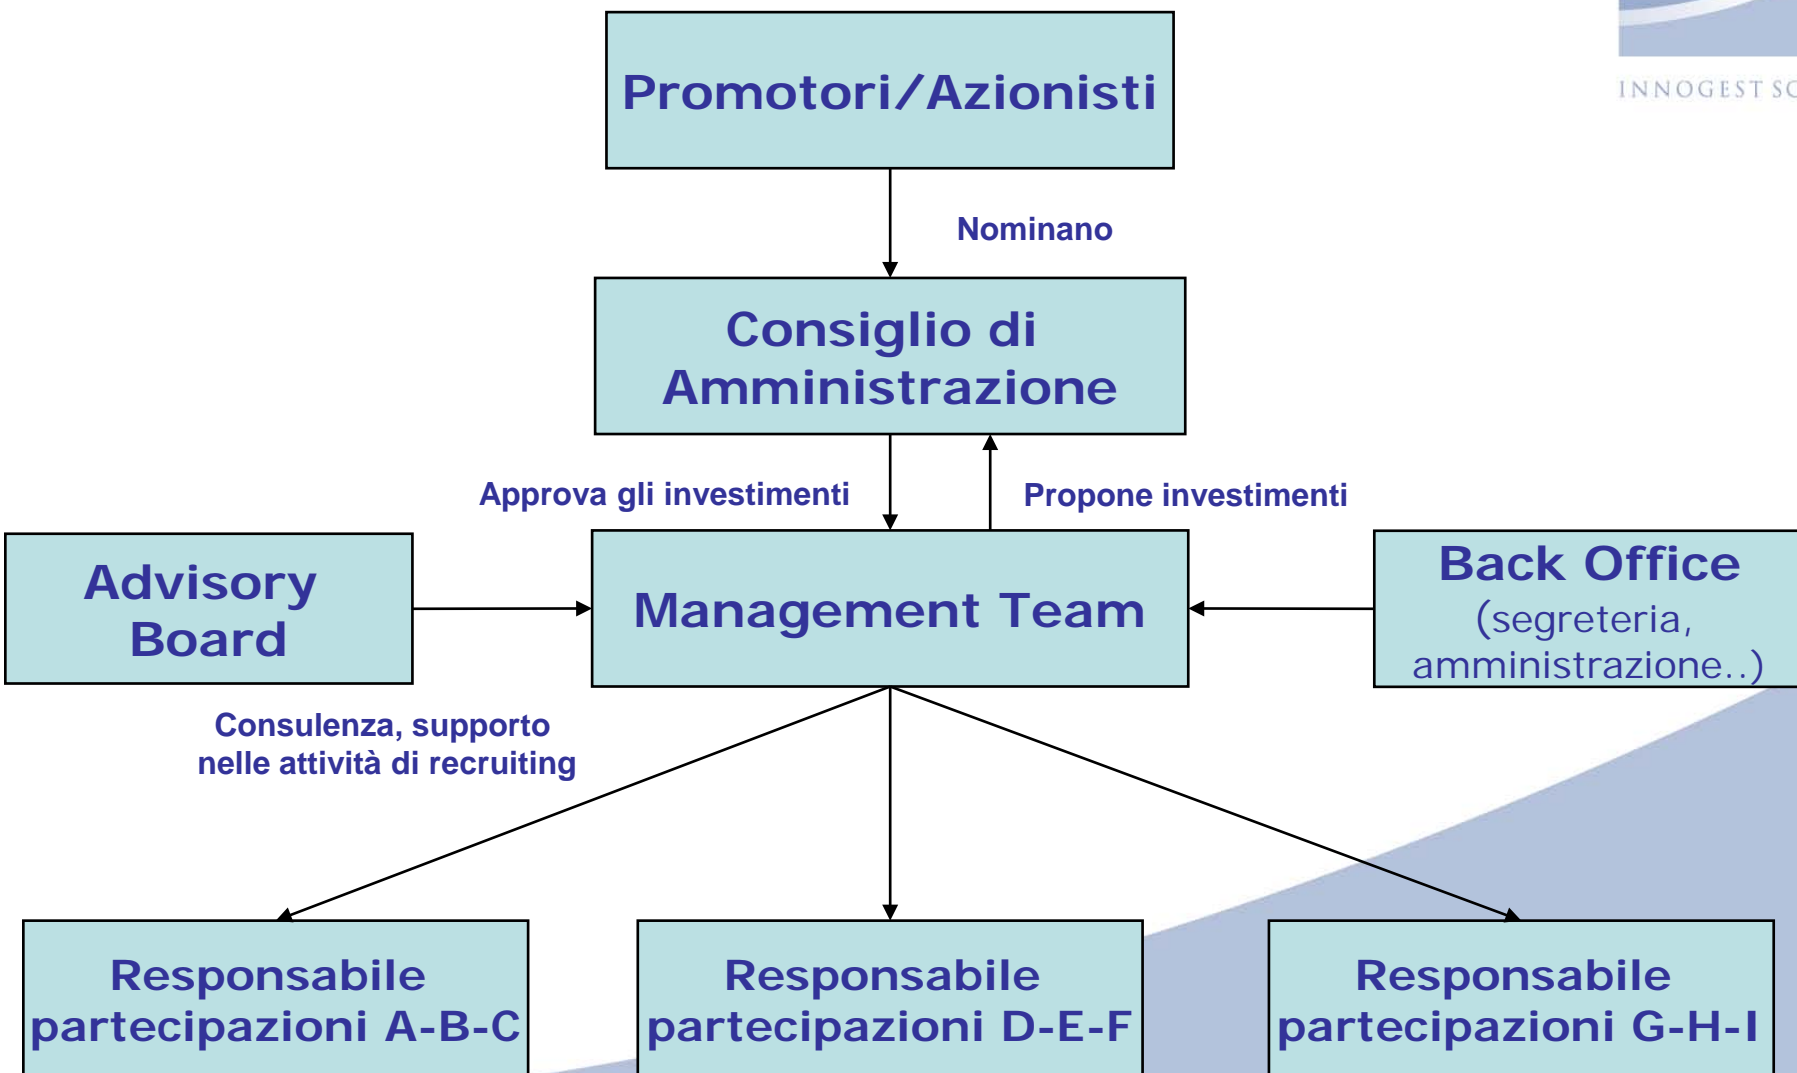 INNOGEST SG
Promotori/Azionisti
Nominano
Consiglio di
Amministrazione
Approva gli investimenti
Propone investimenti
Advisory
Board
Management Team
Back Office
(segreteria,
amministrazione..)
Consulenza, supporto
nelle attività di recruiting
Responsabile
partecipazioni A-B-C
Responsabile
partecipazioni D-E-F
Responsabile
partecipazioni G-H-I